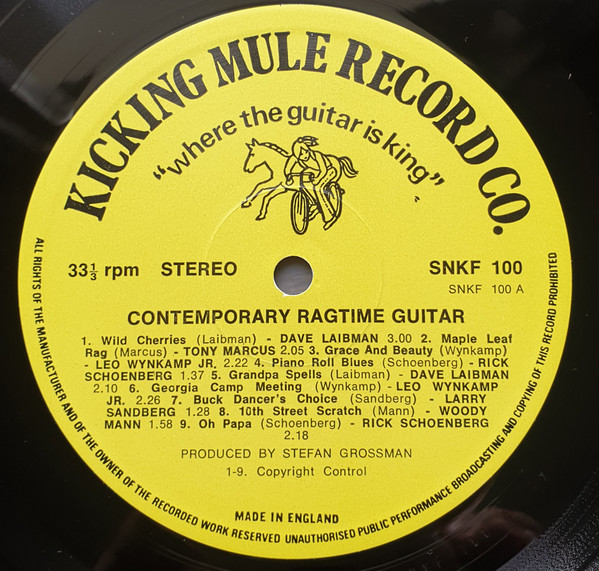 KICKING MULE RECORD CO.
"where the guitar is king"
33⅓ rpm STEREO
SNKF 100
SNKF 100 A
CONTEMPORARY RAGTIME GUITAR
1. Wild Cherries (Laibman) - DAVE LAIBMAN 3.00 2. Maple Leaf
Rag (Marcus) - TONY MARCUS 2.05 3. Grace And Beauty (Wynkamp)
- LEO WYNKAMP JR. 2.22 4. Piano Roll Blues (Schoenberg) - RICK
SCHOENBERG 1.37 5. Grandpa Spells (Laibman) - DAVE LAIBMAN
2.10 6. Georgia Camp Meeting (Wynkamp) - LEO WYNKAMP
JR. 2.26 7. Buck Dancer's Choice (Sandberg) - LARRY
SANDBERG 1.28 8. 10th Street Scratch (Mann) - WOODY
MANN 1.58 9. Oh Papa (Schoenberg) - RICK SCHOENBERG
2.18
PRODUCED BY STEFAN GROSSMAN
1-9. Copyright Control
MADE IN ENGLAND
ALL RIGHTS OF THE MANUFACTURER AND OF THE OWNER OF THE RECORDED WORK RESERVED UNAUTHORISED PUBLIC PERFORMANCE BROADCASTING AND COPYING OF THIS RECORD PROHIBITED